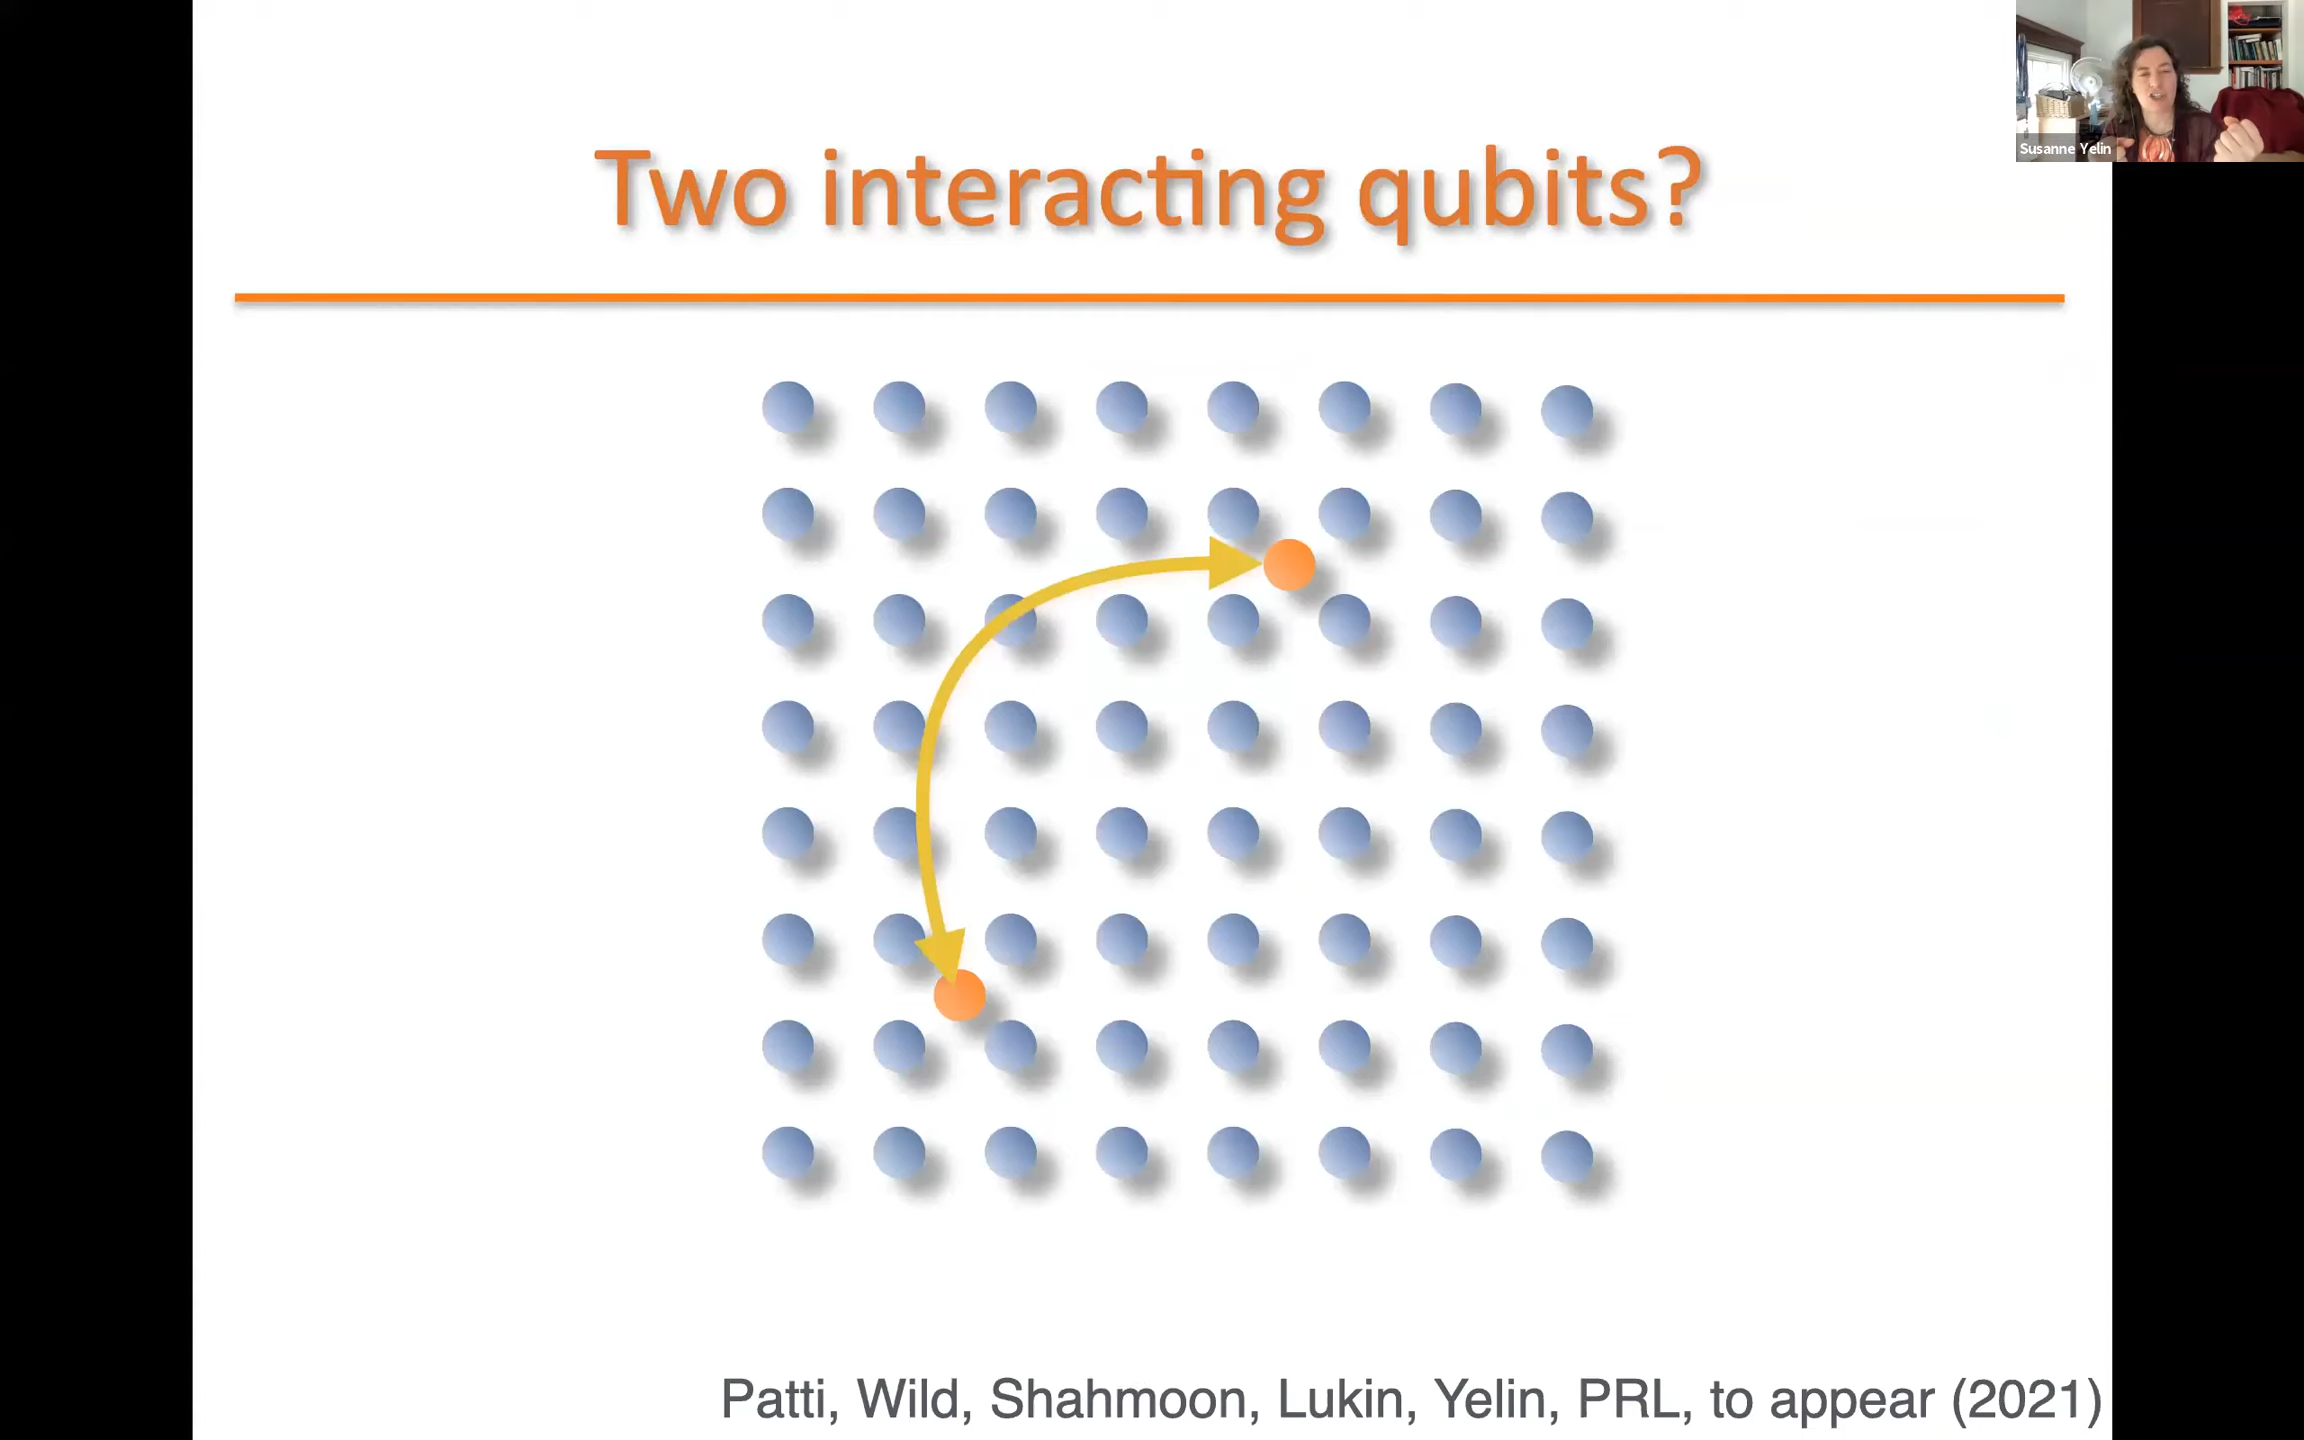 Susanne Yelin
Two interacting qubits?
Patti, Wild, Shahmoon, Lukin, Yelin, PRL, to appear (2021)